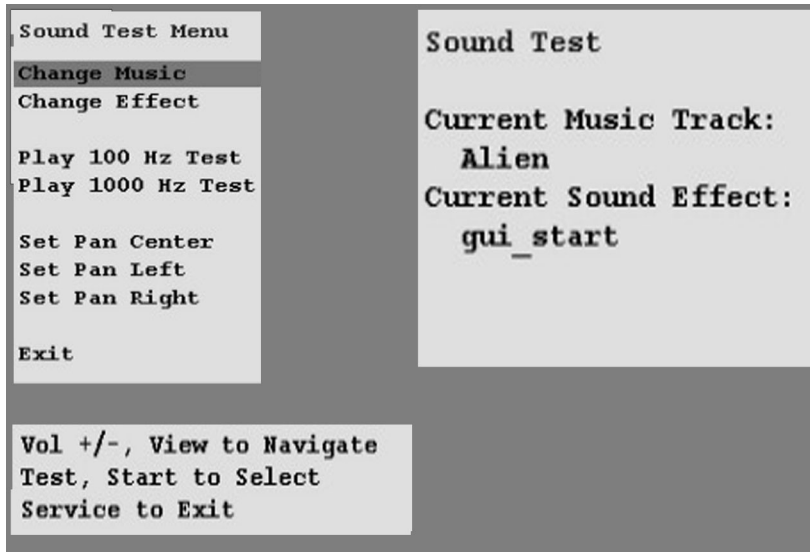 Sound Test Menu
Change Music
Change Effect
Play 100 Hz Test
Play 1000 Hz Test
Set Pan Center
Set Pan Left
Set Pan Right
Exit
Sound Test
Current Music Track:
Alien
Current Sound Effect:
gui_start
Vol +/-, View to Navigate
Test, Start to Select
Service to Exit